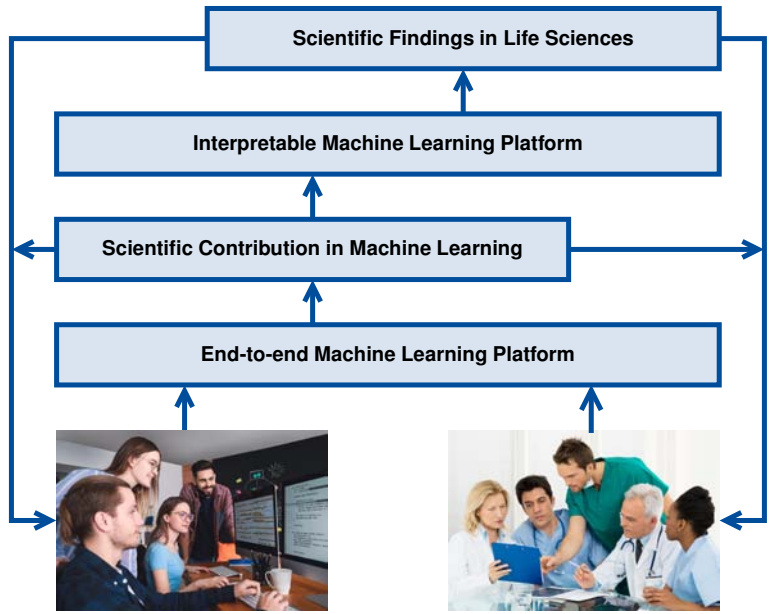 Scientific Findings in Life Sciences
Interpretable Machine Learning Platform
Scientific Contribution in Machine Learning
End-to-end Machine Learning Platform